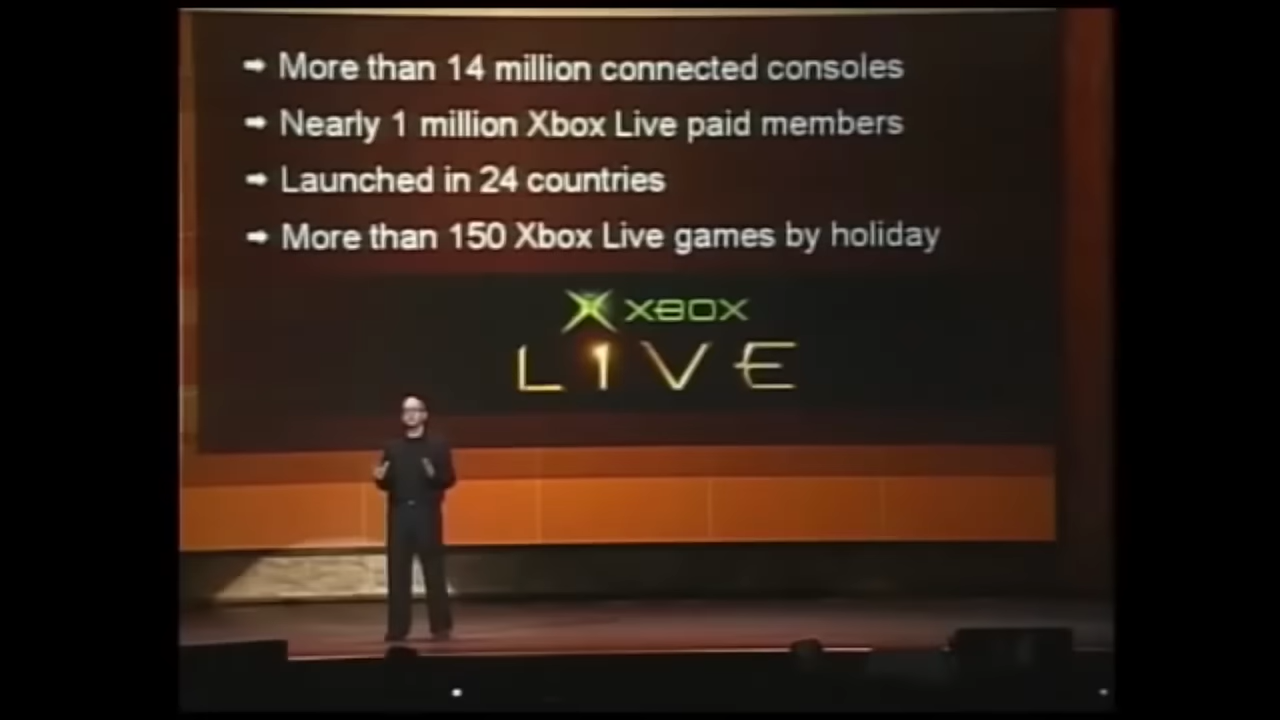 More than 14 million connected consoles
Nearly 1 million Xbox Live paid members
Launched in 24 countries
More than 150 Xbox Live games by holiday
XBOX
L1VE